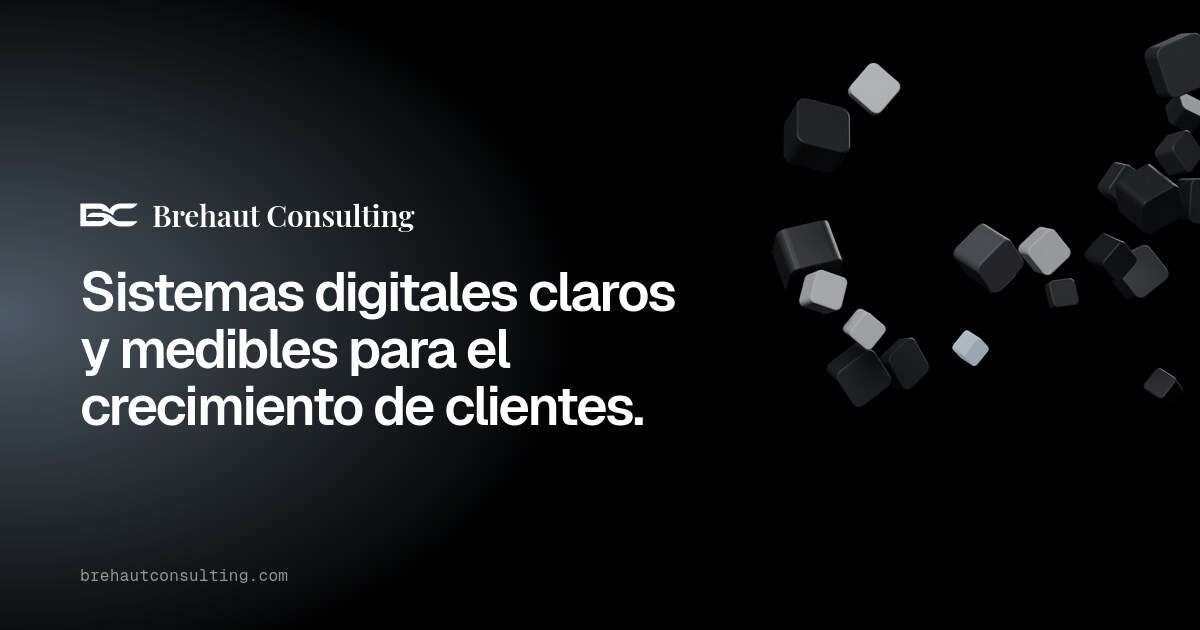 BC Brehaut Consulting
Sistemas digitales claros
y medibles para el
crecimiento de clientes.
brehautconsulting.com